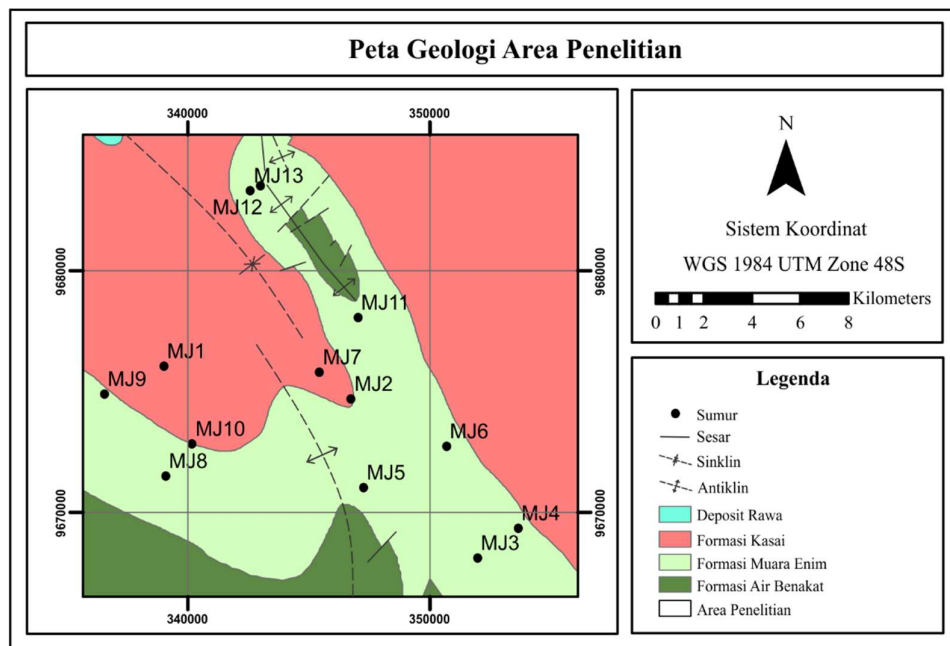 Peta Geologi Area Penelitian
340000
350000
9680000
9680000
9670000
9670000
340000
350000
MJ13
MJ12
MJ11
MJ1
MJ7
MJ9
MJ2
MJ10
MJ6
MJ8
MJ5
MJ4
MJ3
N
Sistem Koordinat
WGS 1984 UTM Zone 48S
Kilometers
0 1 2 4 6 8
Legenda
Sumur
Sesar
Sinklin
Antiklin
Deposit Rawa
Formasi Kasai
Formasi Muara Enim
Formasi Air Benakat
Area Penelitian